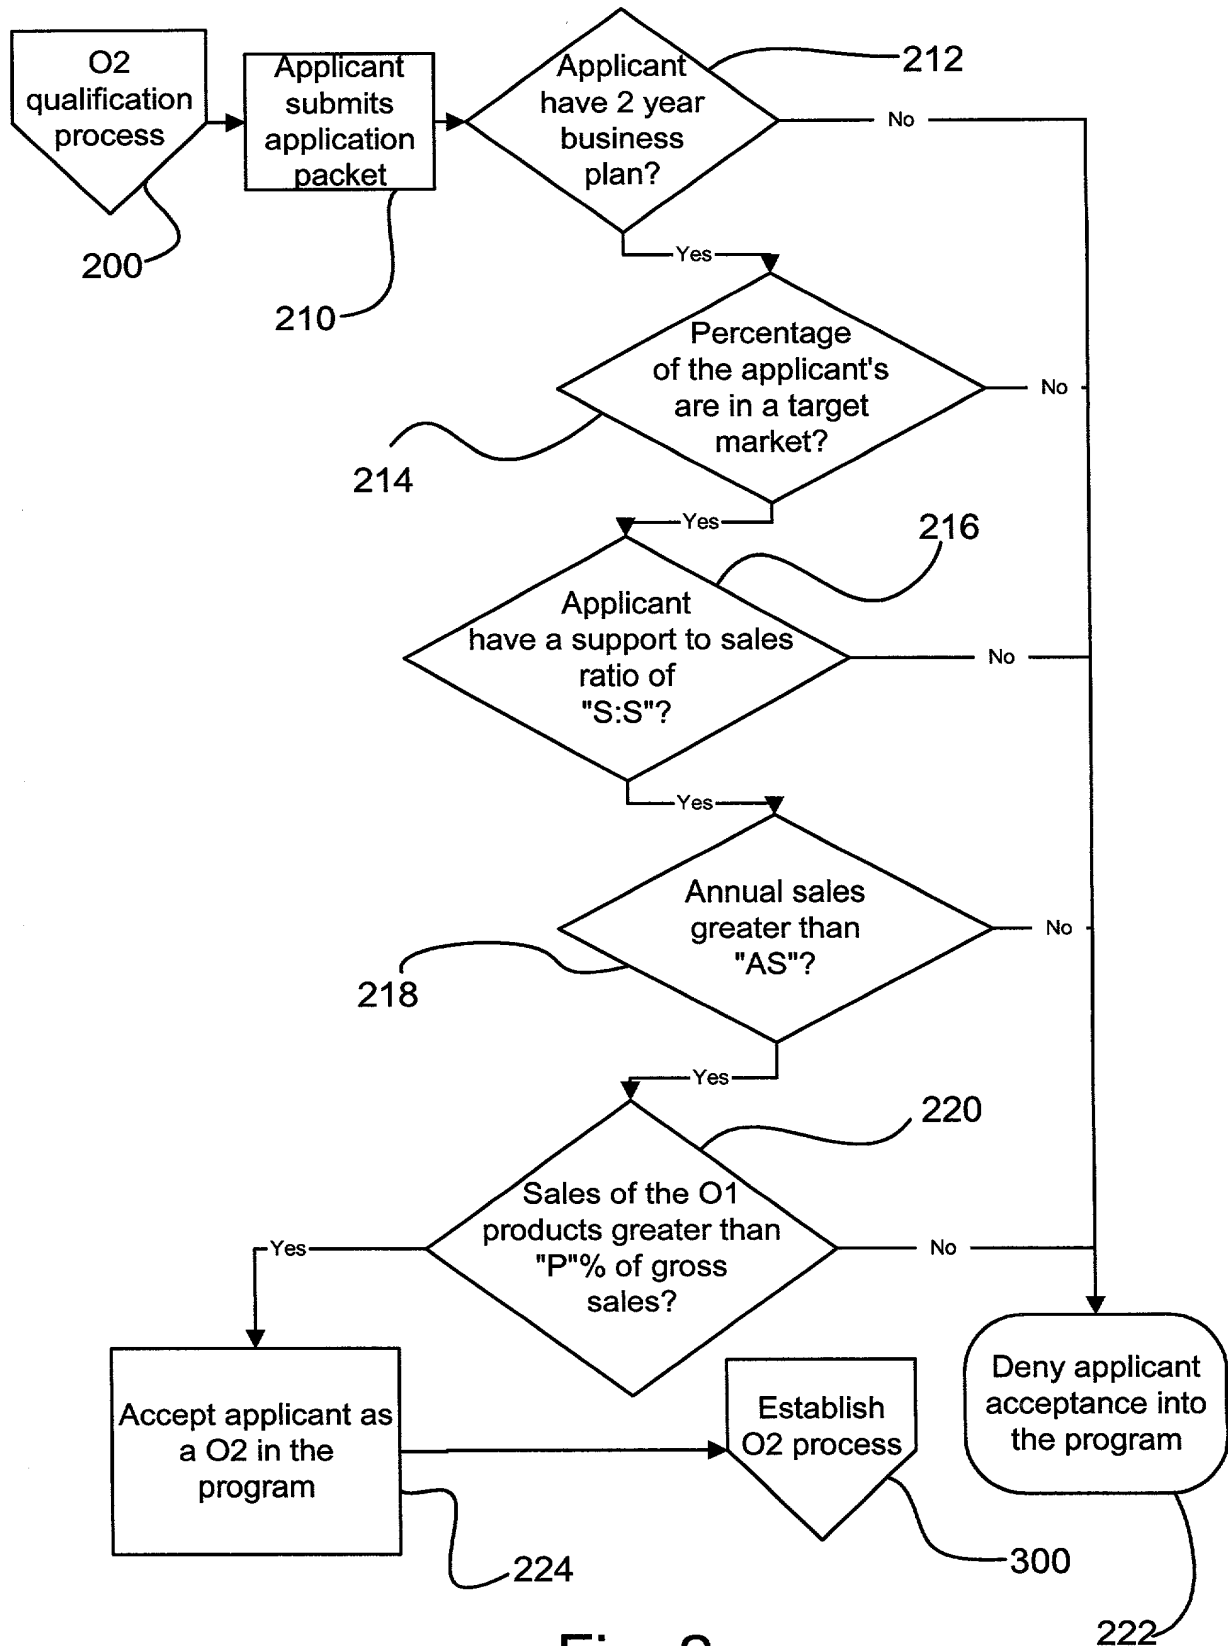 O2
qualification
process
200
Applicant
submits
application
packet
210
Applicant
have 2 year
business
plan?
212
No
Yes
Percentage
of the applicant's
are in a target
market?
214
No
Yes
Applicant
have a support to sales
ratio of
"S:S"?
216
No
Yes
Annual sales
greater than
"AS"?
218
No
Yes
Sales of the O1
products greater than
"P"% of gross
sales?
220
No
Yes
Accept applicant as
a O2 in the
program
224
Establish
O2 process
300
Deny applicant
acceptance into
the program
222